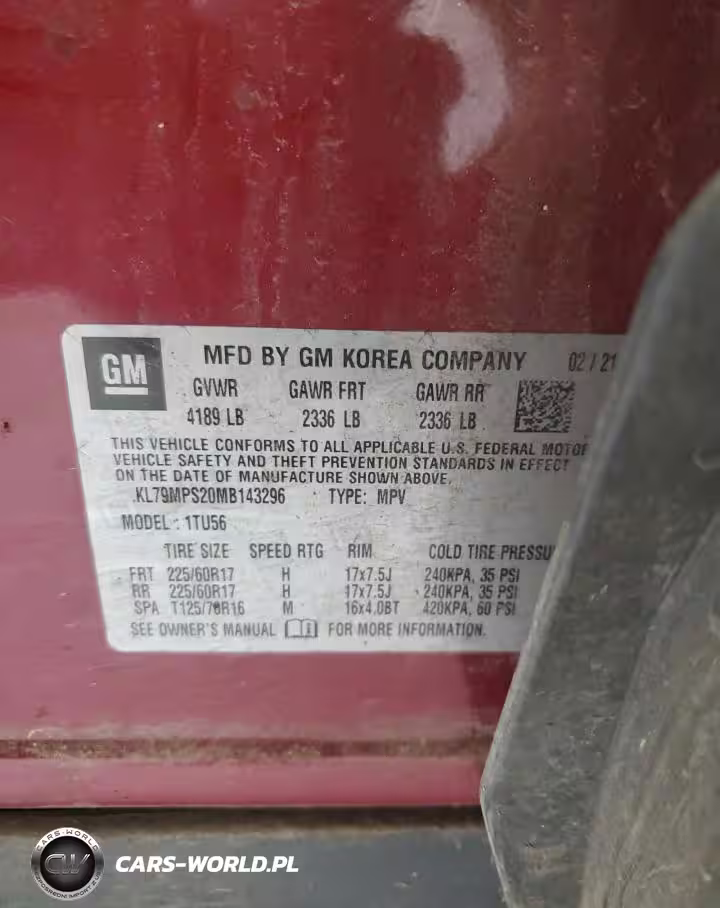 GM
MFD BY GM KOREA COMPANY 02/21
GVWR GAWR FRT GAWR RR
4189 LB 2336 LB 2336 LB
THIS VEHICLE CONFORMS TO ALL APPLICABLE U.S. FEDERAL MOTOR
VEHICLE SAFETY AND THEFT PREVENTION STANDARDS IN EFFECT
ON THE DATE OF MANUFACTURE SHOWN ABOVE.
KL79MPS20MB143296 TYPE: MPV
MODEL: 1TU56
TIRE SIZE SPEED RTG RIM COLD TIRE PRESSU
FRT 225/60R17 H 17x7.5J 240KPA, 35 PSI
RR 225/60R17 H 17x7.5J 240KPA, 35 PSI
SPA T125/70R16 M 16x4.0BT 420KPA, 60 PSI
SEE OWNER'S MANUAL FOR MORE INFORMATION.
CARS-WORLD
CW
CARS-WORLD.PL